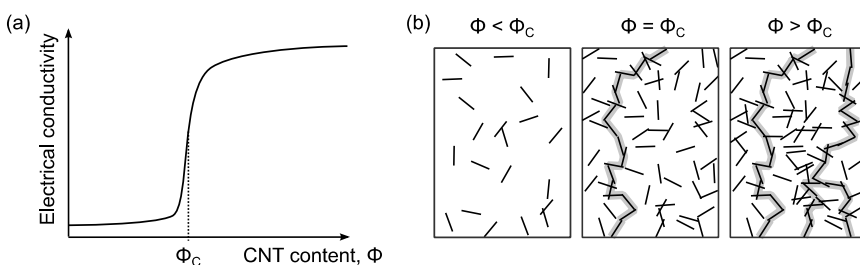 (a)
Electrical conductivity
Φ_C
CNT content, Φ
(b)
Φ < Φ_C
Φ = Φ_C
Φ > Φ_C